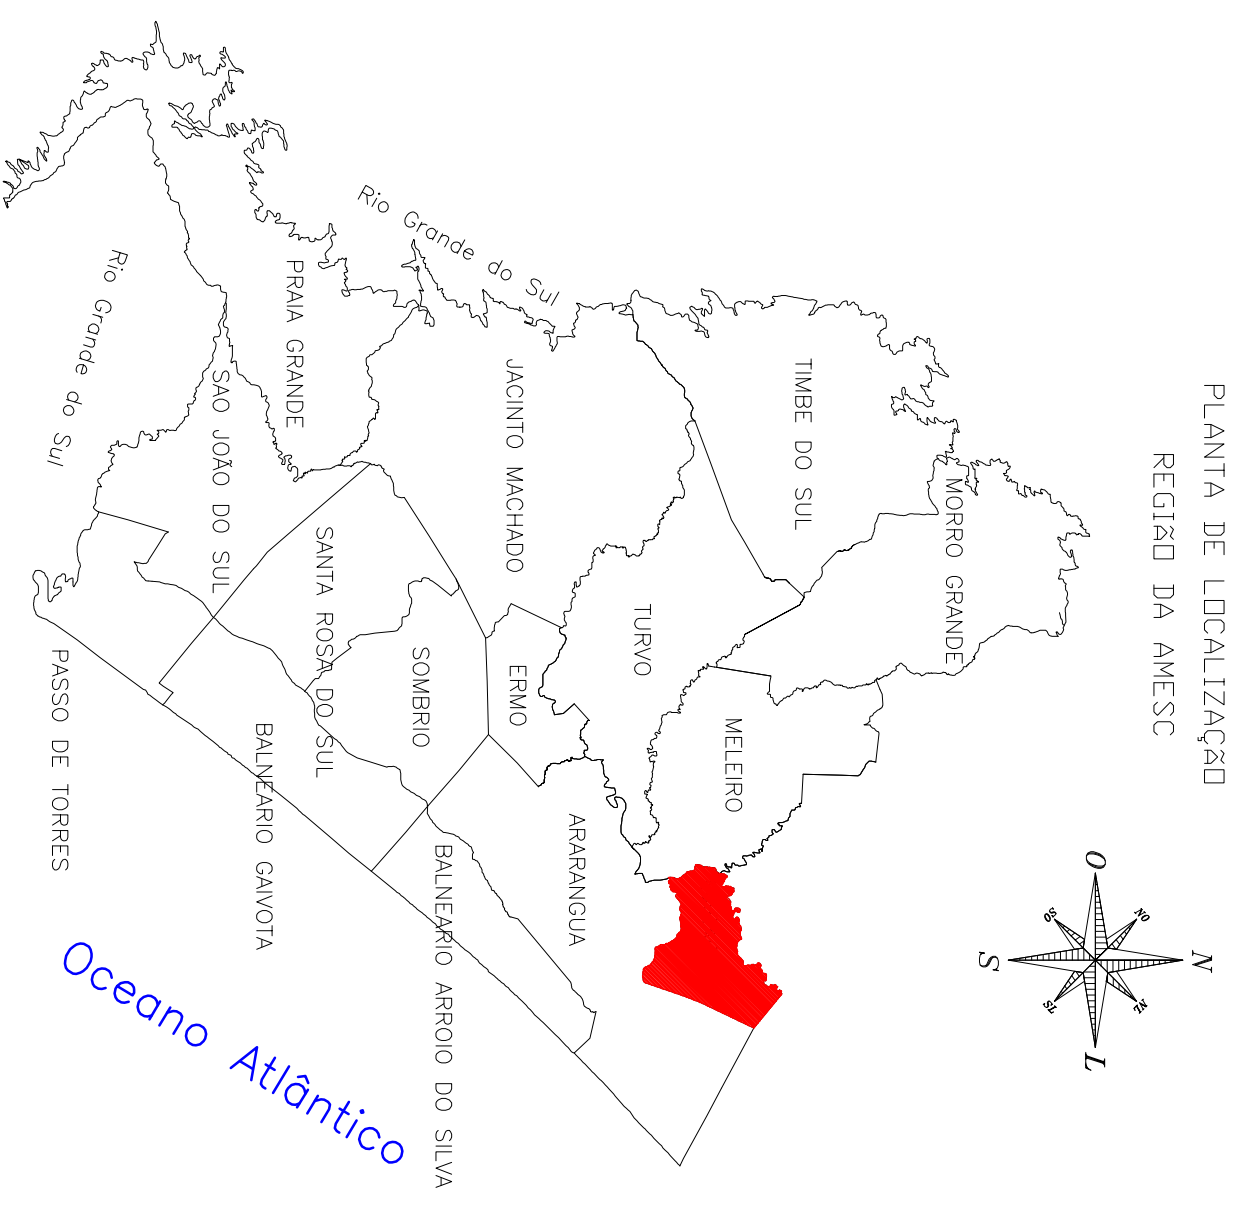 PLANTA DE LOCALIZAÇÃO
REGIÃO DA AMESC
N
NO
NL
O
L
SO
SL
S
MORRO GRANDE
TIMBE DO SUL
MELEIRO
TURVO
Rio Grande do Sul
JACINTO MACHADO
ERMO
ARARANGUA
SOMBRIO
BALNEARIO ARROIO DO SILVA
PRAIA GRANDE
SANTA ROSA DO SUL
BALNEARIO GAIVOTA
SAO JOÃO DO SUL
Rio Grande do Sul
PASSO DE TORRES
Oceano Atlântico